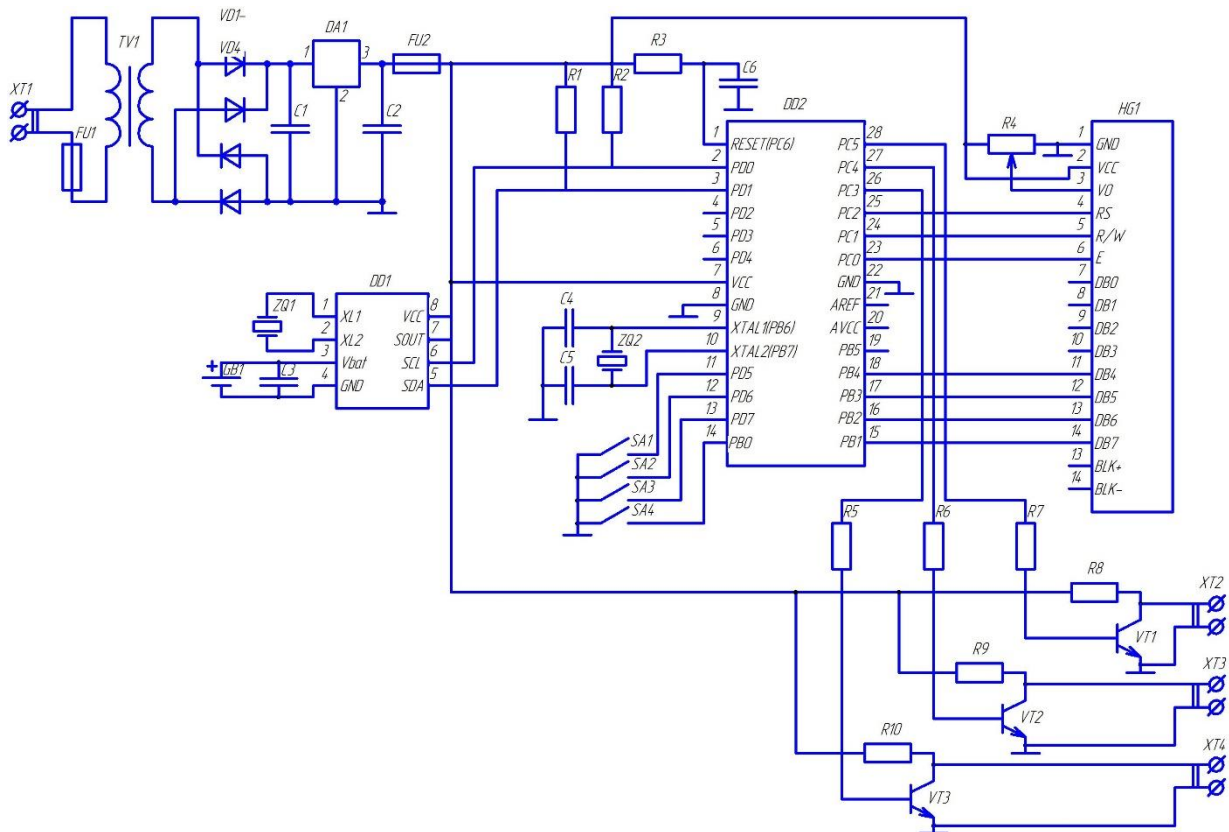 XT1
FU1
TV1
VD1-
VD4
DA1
1
3
2
C1
C2
FU2
R1
R2
R3
C6
DD2
1 RESET(PC6)
2 PD0
3 PD1
4 PD2
5 PD3
6 PD4
7 VCC
8 GND
9 XTAL1(PB6)
10 XTAL2(PB7)
11 PD5
12 PD6
13 PD7
14 PB0
PC5 28
PC4 27
PC3 26
PC2 25
PC1 24
PC0 23
GND 22
AREF 21
AVCC 20
PB5 19
PB4 18
PB3 17
PB2 16
PB1 15
R4
HG1
1 GND
2 VCC
3 VO
4 RS
5 R/W
6 E
7 DB0
8 DB1
9 DB2
10 DB3
11 DB4
12 DB5
13 DB6
14 DB7
13 BLK+
14 BLK-
DD1
ZQ1
1 XL1
2 XL2
3 Vbat
4 GND
VCC 8
SOUT 7
SCL 6
SDA 5
+
GB1
C3
C4
C5
ZQ2
SA1
SA2
SA3
SA4
R5
R6
R7
R8
XT2
VT1
R9
XT3
VT2
R10
XT4
VT3